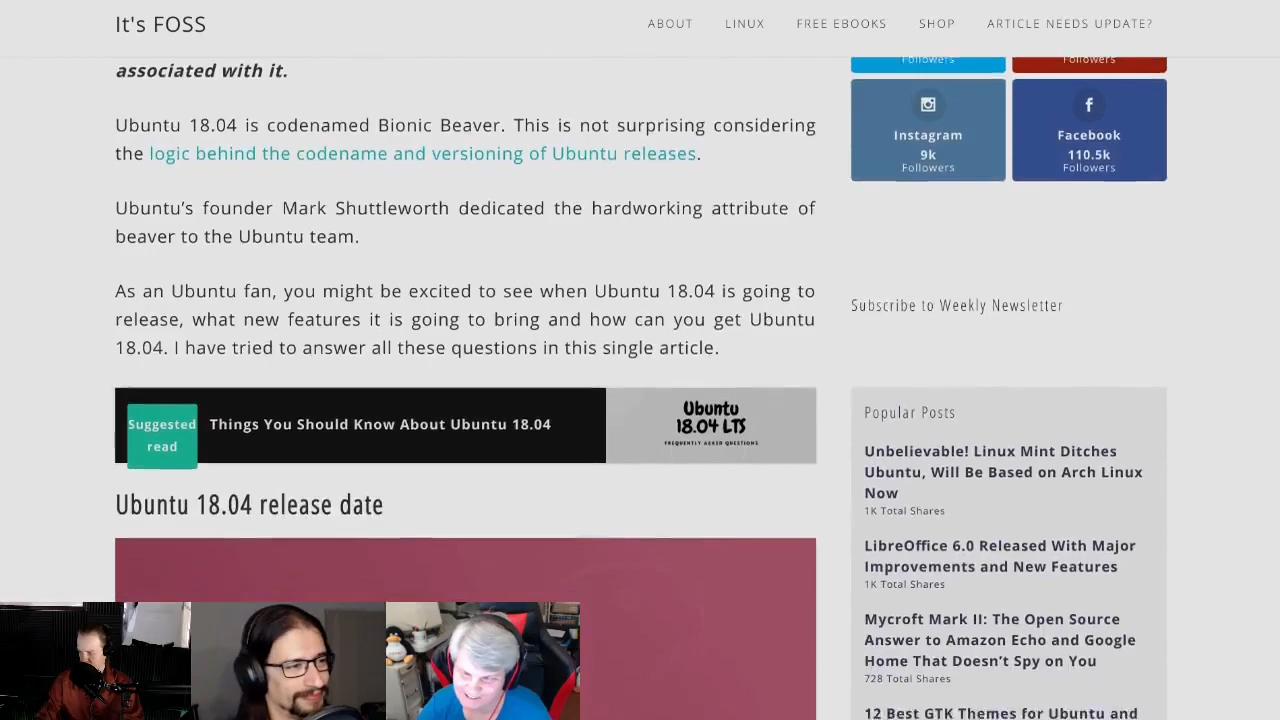 It's FOSS
ABOUT
LINUX
FREE EBOOKS
SHOP
ARTICLE NEEDS UPDATE?
associated with it.
Ubuntu 18.04 is codenamed Bionic Beaver. This is not surprising considering
the logic behind the codename and versioning of Ubuntu releases.
Ubuntu’s founder Mark Shuttleworth dedicated the hardworking attribute of
beaver to the Ubuntu team.
As an Ubuntu fan, you might be excited to see when Ubuntu 18.04 is going to
release, what new features it is going to bring and how can you get Ubuntu
18.04. I have tried to answer all these questions in this single article.
Suggested
read
Things You Should Know About Ubuntu 18.04
Ubuntu
18.04 LTS
FREQUENTLY ASKED QUESTIONS
Ubuntu 18.04 release date
Followers
Followers
Instagram
9k
Followers
Facebook
110.5k
Followers
Subscribe to Weekly Newsletter
Popular Posts
Unbelievable! Linux Mint Ditches
Ubuntu, Will Be Based on Arch Linux
Now
1K Total Shares
LibreOffice 6.0 Released With Major
Improvements and New Features
1K Total Shares
Mycroft Mark II: The Open Source
Answer to Amazon Echo and Google
Home That Doesn’t Spy on You
728 Total Shares
12 Best GTK Themes for Ubuntu and